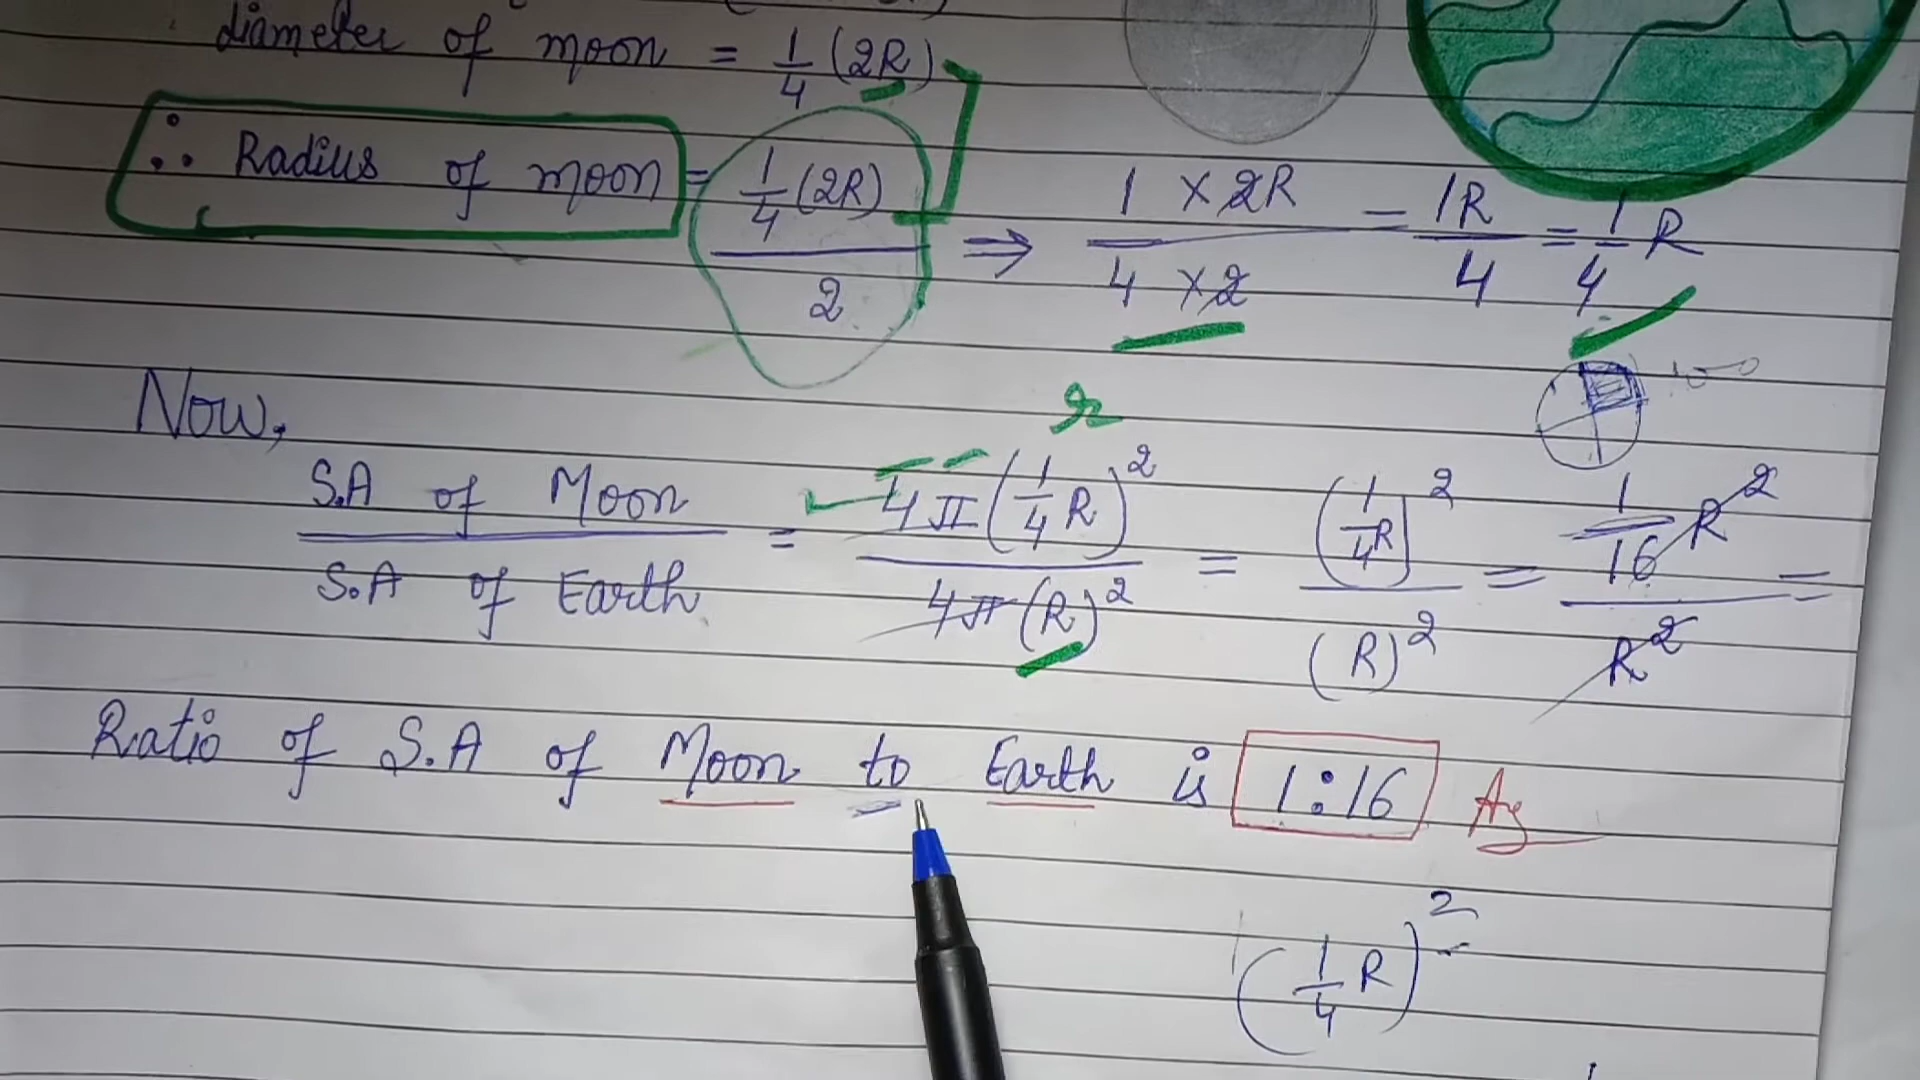 diameter of moon = 1/4 (2R)
∴ Radius of moon = (1/4 (2R))/2 ⇒ (1 × 2R)/(4 × 2) = 1R/4 = 1/4 R
Now,
r
S.A of Moon / S.A of Earth = 4π(1/4 R)² / 4π(R)² = (1/4R)² / (R)² = 1/16 R² / R² =
Ratio of S.A of Moon to Earth is 1:16
(1/4 R)²